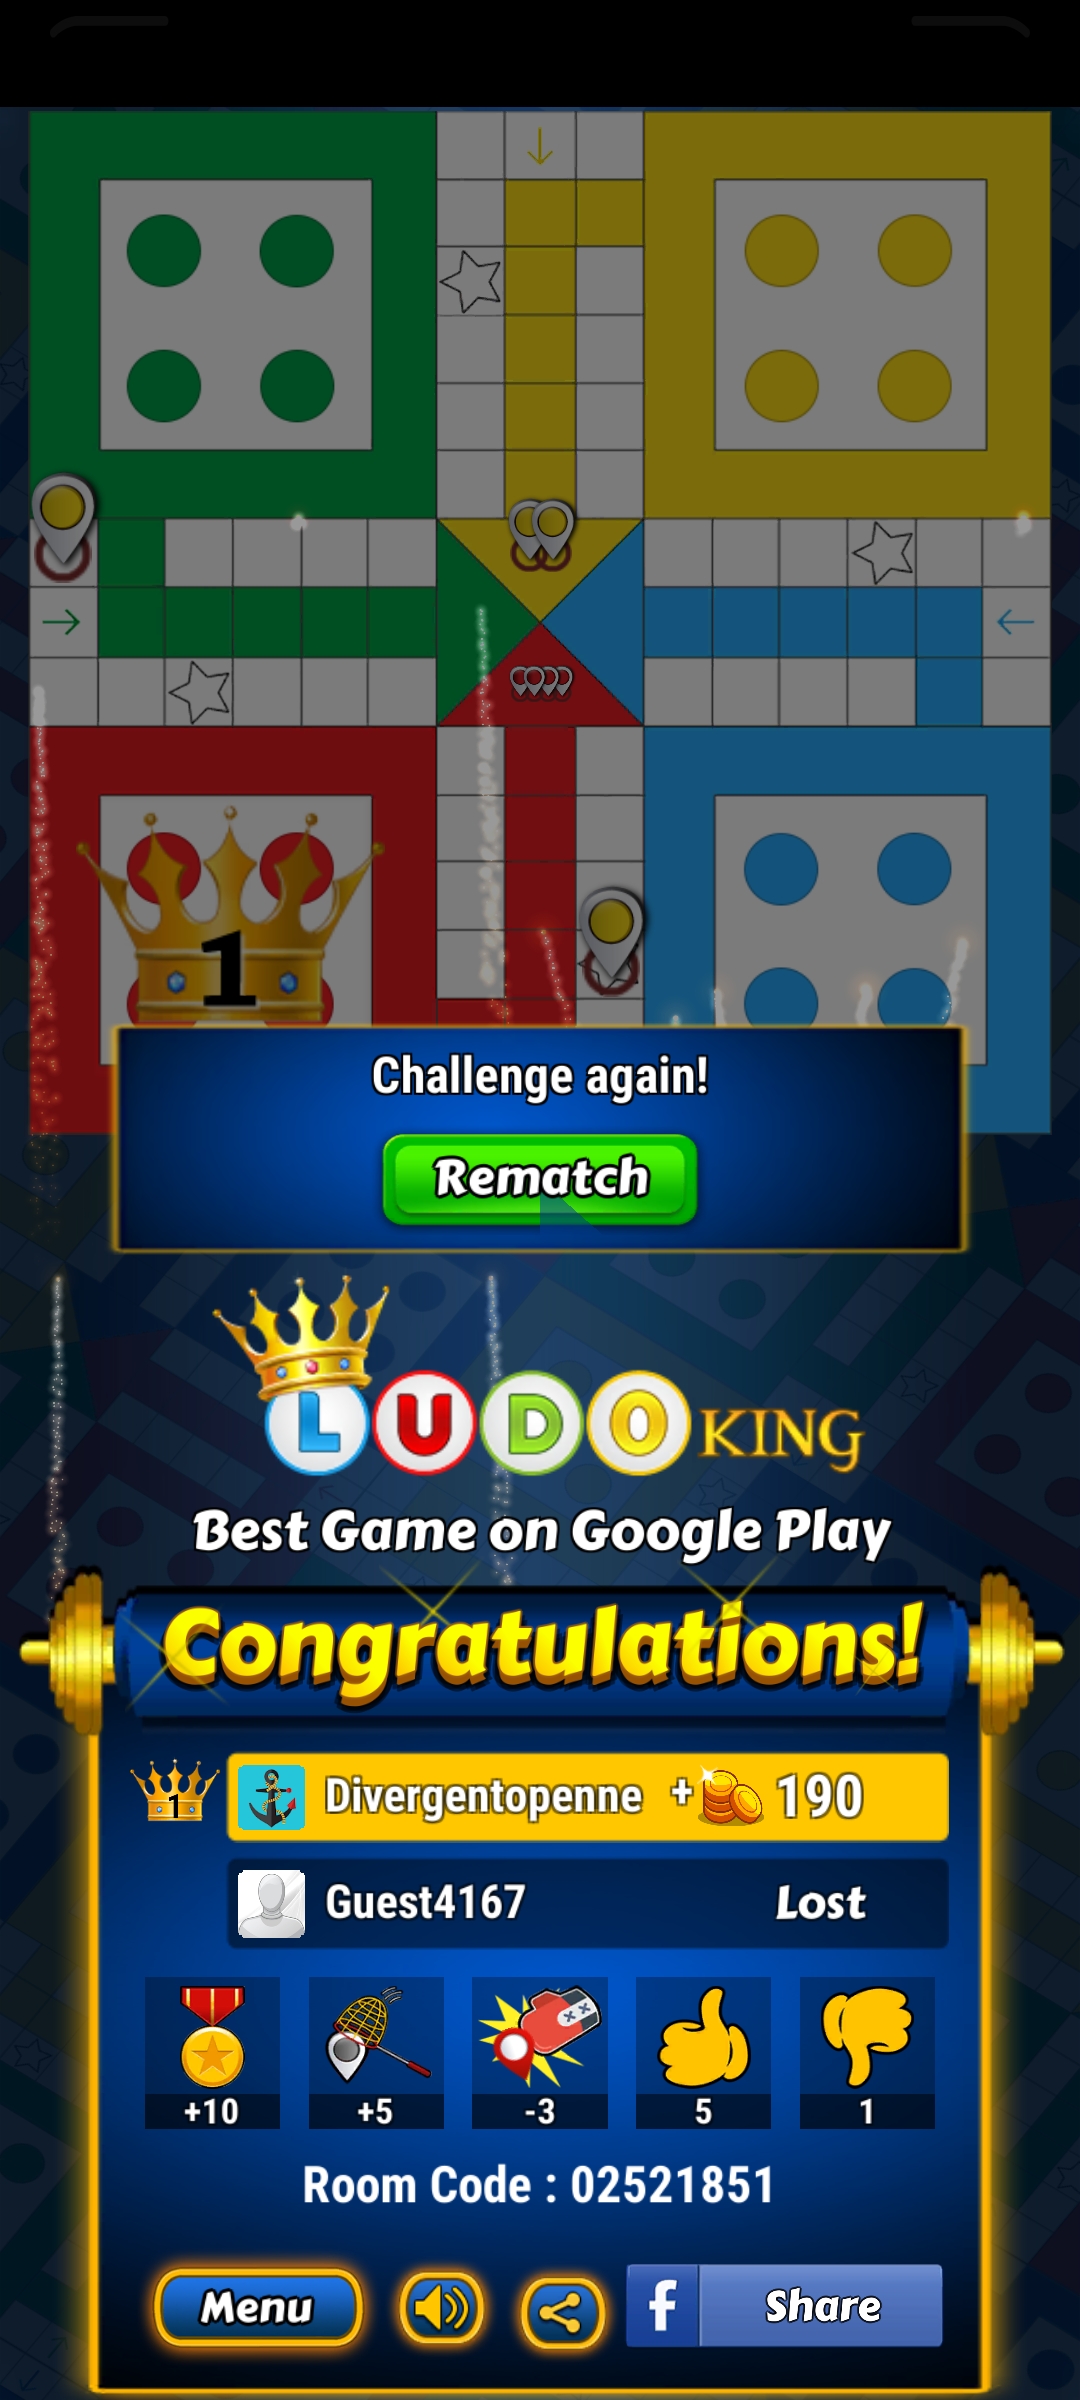 1
Challenge again!
Rematch
LUDO KING
Best Game on Google Play
Congratulations!
1 Divergentopenne + 190
Guest4167 Lost
+10 +5 -3 5 1
Room Code : 02521851
Menu f Share